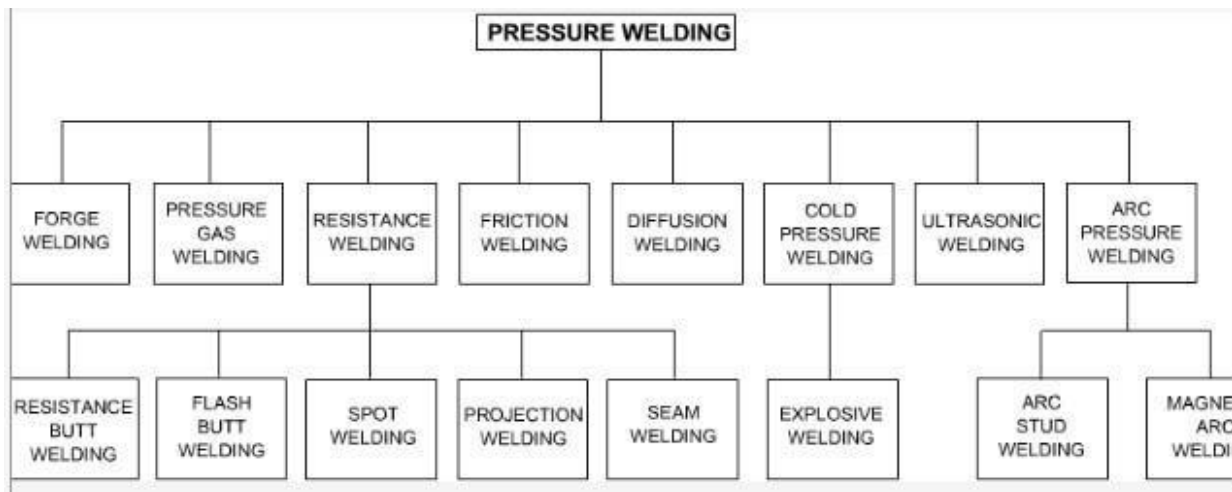 PRESSURE WELDING
FORGE
WELDING
PRESSURE
GAS
WELDING
RESISTANCE
WELDING
FRICTION
WELDING
DIFFUSION
WELDING
COLD
PRESSURE
WELDING
ULTRASONIC
WELDING
ARC
PRESSURE
WELDING
RESISTANCE
BUTT
WELDING
FLASH
BUTT
WELDING
SPOT
WELDING
PROJECTION
WELDING
SEAM
WELDING
EXPLOSIVE
WELDING
ARC
STUD
WELDING
ARC